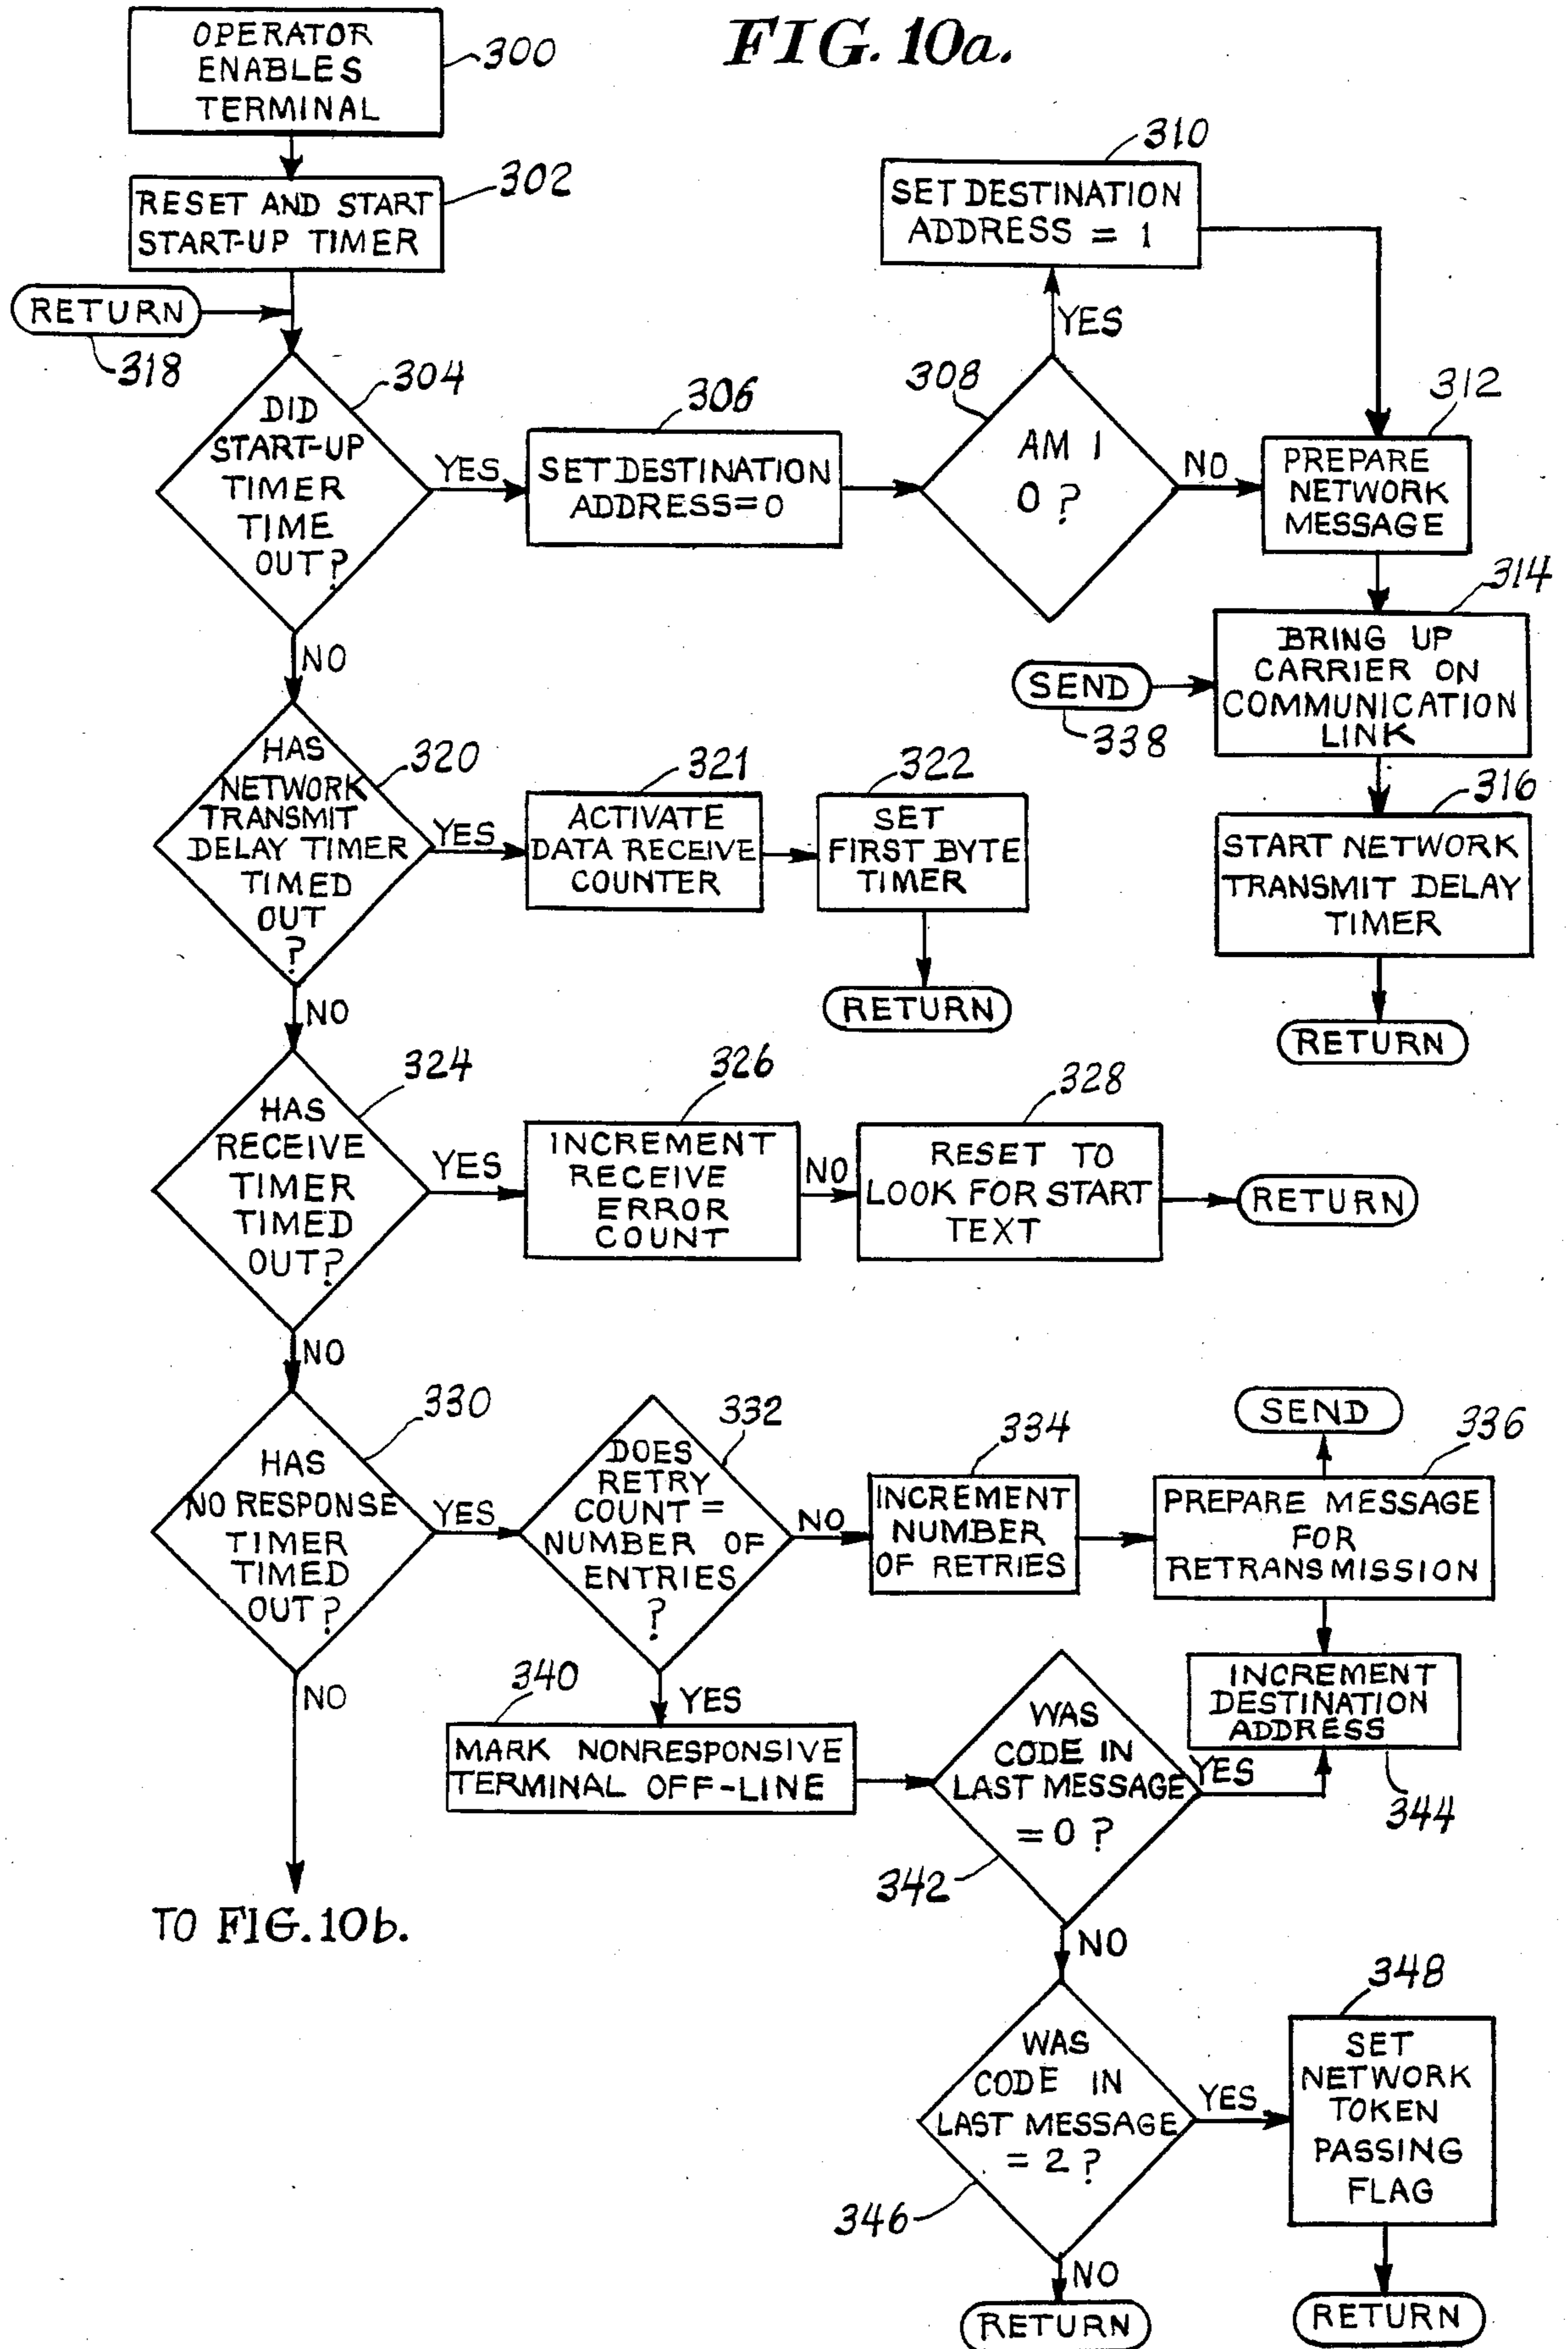 FIG. 10a.
OPERATOR
ENABLES
TERMINAL
300
RESET AND START
START-UP TIMER
302
RETURN
318
DID
START-UP
TIMER
TIME
OUT?
304
YES
NO
SET DESTINATION
ADDRESS=0
306
AM I
0?
308
YES
NO
SET DESTINATION
ADDRESS = 1
310
PREPARE
NETWORK
MESSAGE
312
BRING UP
CARRIER ON
COMMUNICATION
LINK
314
SEND
338
START NETWORK
TRANSMIT DELAY
TIMER
316
RETURN
HAS
NETWORK
TRANSMIT
DELAY TIMER
TIMED
OUT
?
320
YES
NO
ACTIVATE
DATA RECEIVE
COUNTER
321
SET
FIRST BYTE
TIMER
322
RETURN
HAS
RECEIVE
TIMER
TIMED
OUT?
324
YES
NO
INCREMENT
RECEIVE
ERROR
COUNT
326
NO
RESET TO
LOOK FOR START
TEXT
328
RETURN
HAS
NO RESPONSE
TIMER
TIMED
OUT?
330
YES
NO
TO FIG.10b.
DOES
RETRY
COUNT =
NUMBER OF
ENTRIES
?
332
NO
YES
INCREMENT
NUMBER
OF RETRIES
334
PREPARE MESSAGE
FOR
RETRANSMISSION
336
SEND
INCREMENT
DESTINATION
ADDRESS
344
MARK NONRESPONSIVE
TERMINAL OFF-LINE
340
WAS
CODE IN
LAST MESSAGE
= 0 ?
342
YES
NO
WAS
CODE IN
LAST MESSAGE
= 2 ?
346
YES
NO
RETURN
SET
NETWORK
TOKEN
PASSING
FLAG
348
RETURN